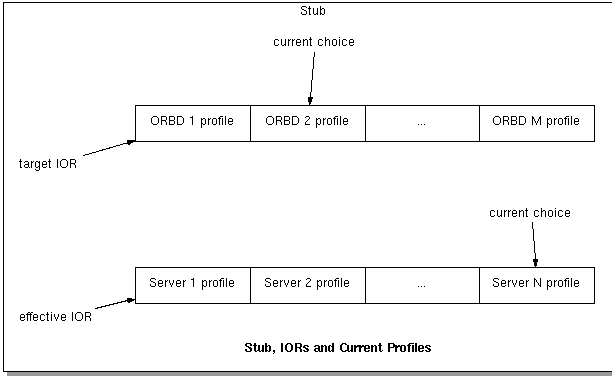 Stub
current choice
ORBD 1 profile ORBD 2 profile ... ORBD M profile
target IOR
current choice
Server 1 profile Server 2 profile ... Server N profile
effective IOR
Stub, IORs and Current Profiles